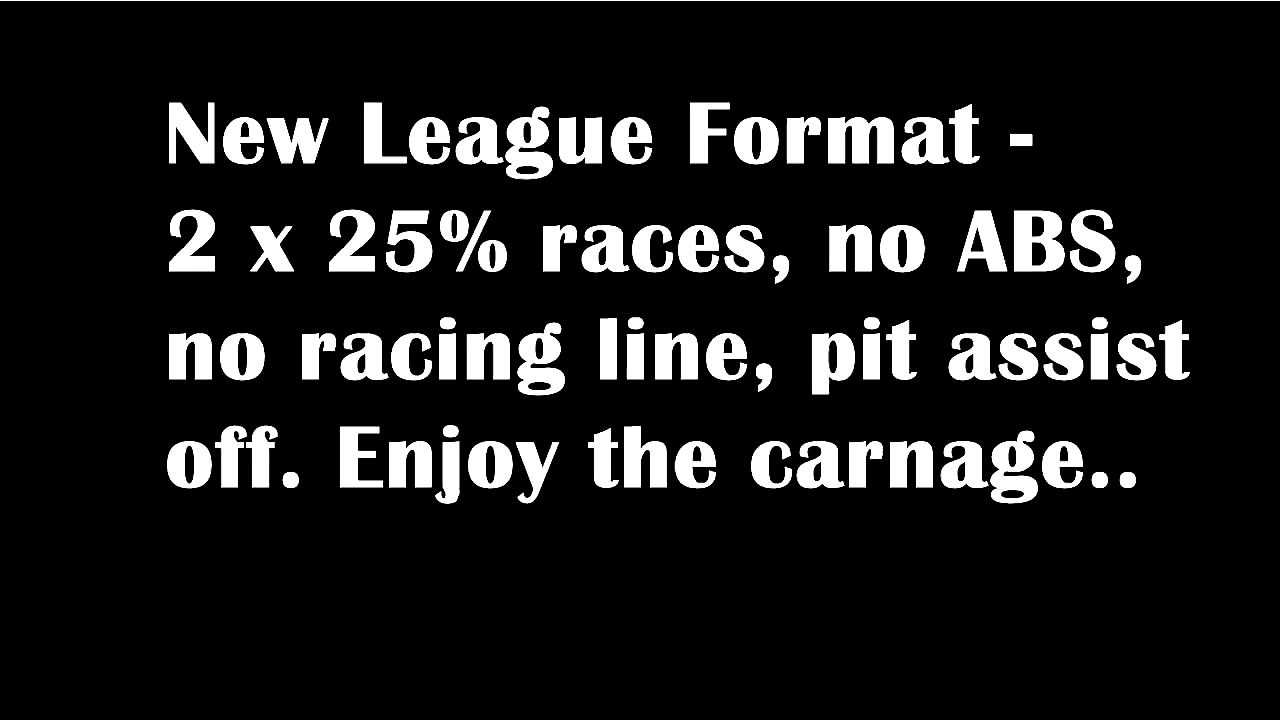 New League Format -
2 x 25% races, no ABS,
no racing line, pit assist
off. Enjoy the carnage..